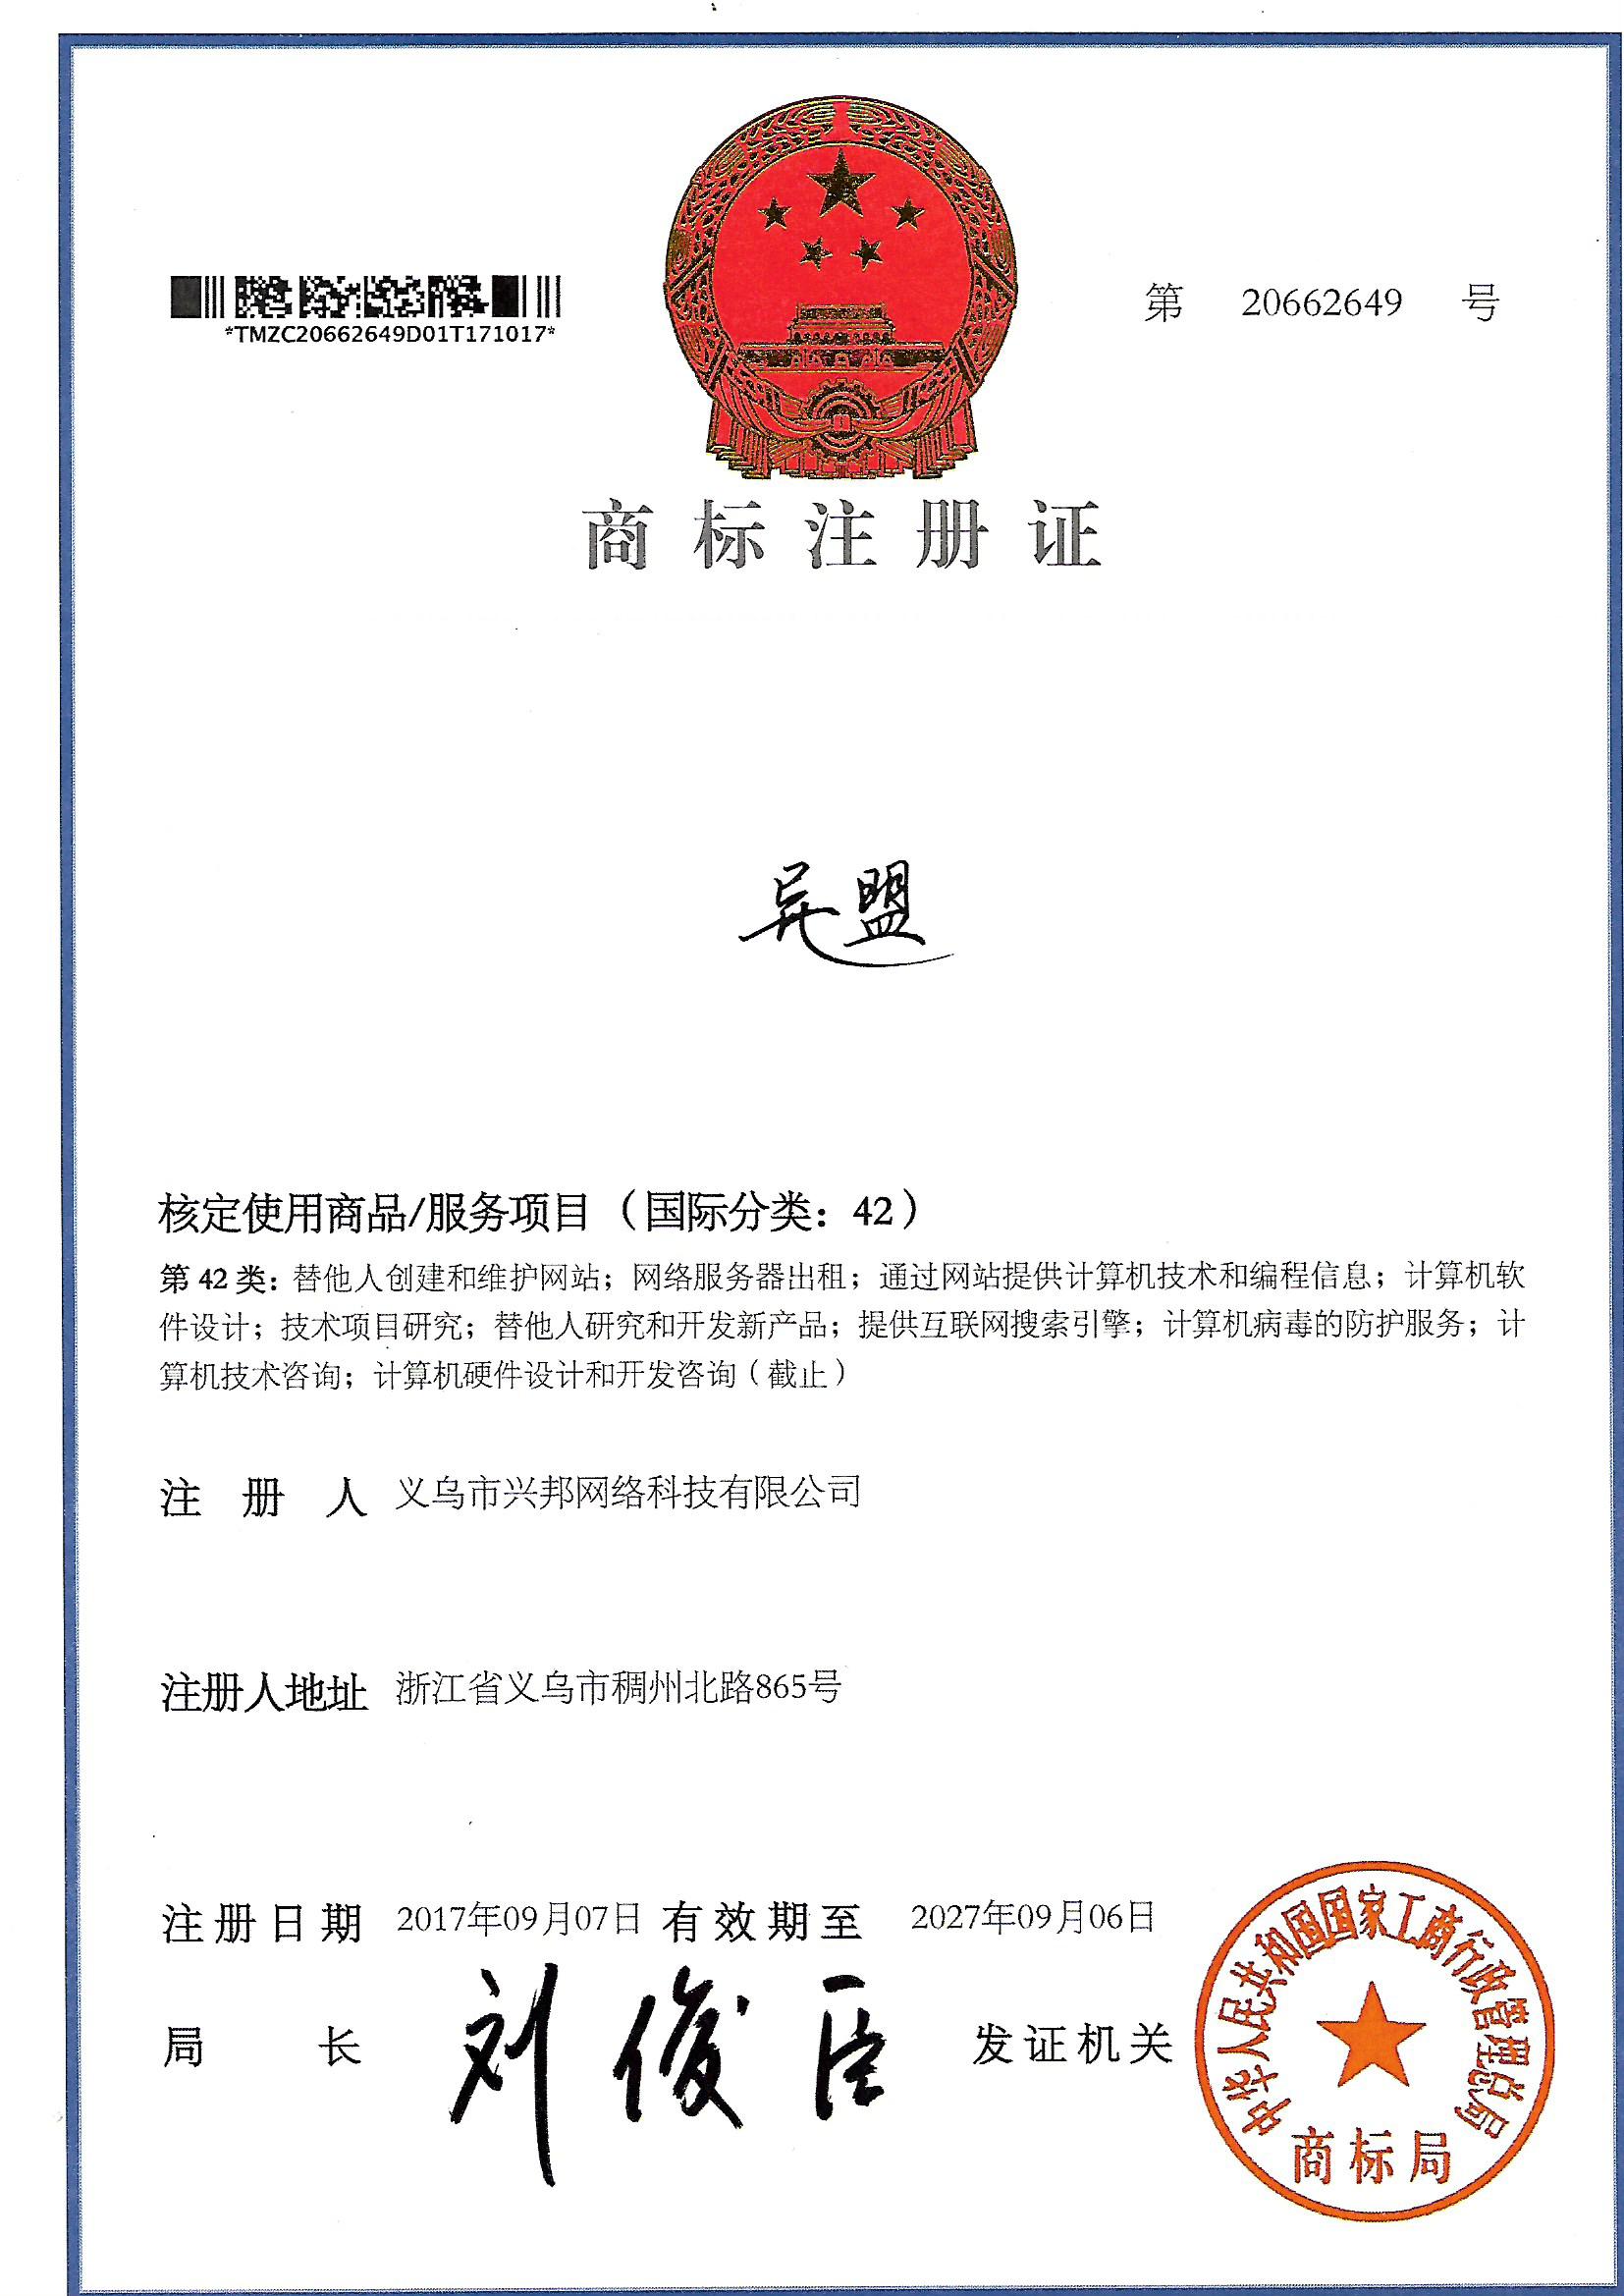 *TMZC20662649D01T171017*
第 20662649 号
商标注册证
异盟
核定使用商品/服务项目（国际分类：42）
第42类：替他人创建和维护网站；网络服务器出租；通过网站提供计算机技术和编程信息；计算机软
件设计；技术项目研究；替他人研究和开发新产品；提供互联网搜索引擎；计算机病毒的防护服务；计
算机技术咨询；计算机硬件设计和开发咨询（截止）
注册人 义乌市兴邦网络科技有限公司
注册人地址 浙江省义乌市稠州北路865号
注册日期 2017年09月07日 有效期至 2027年09月06日
局长 刘俊臣 发证机关
中华人民共和国国家工商行政管理总局
商标局